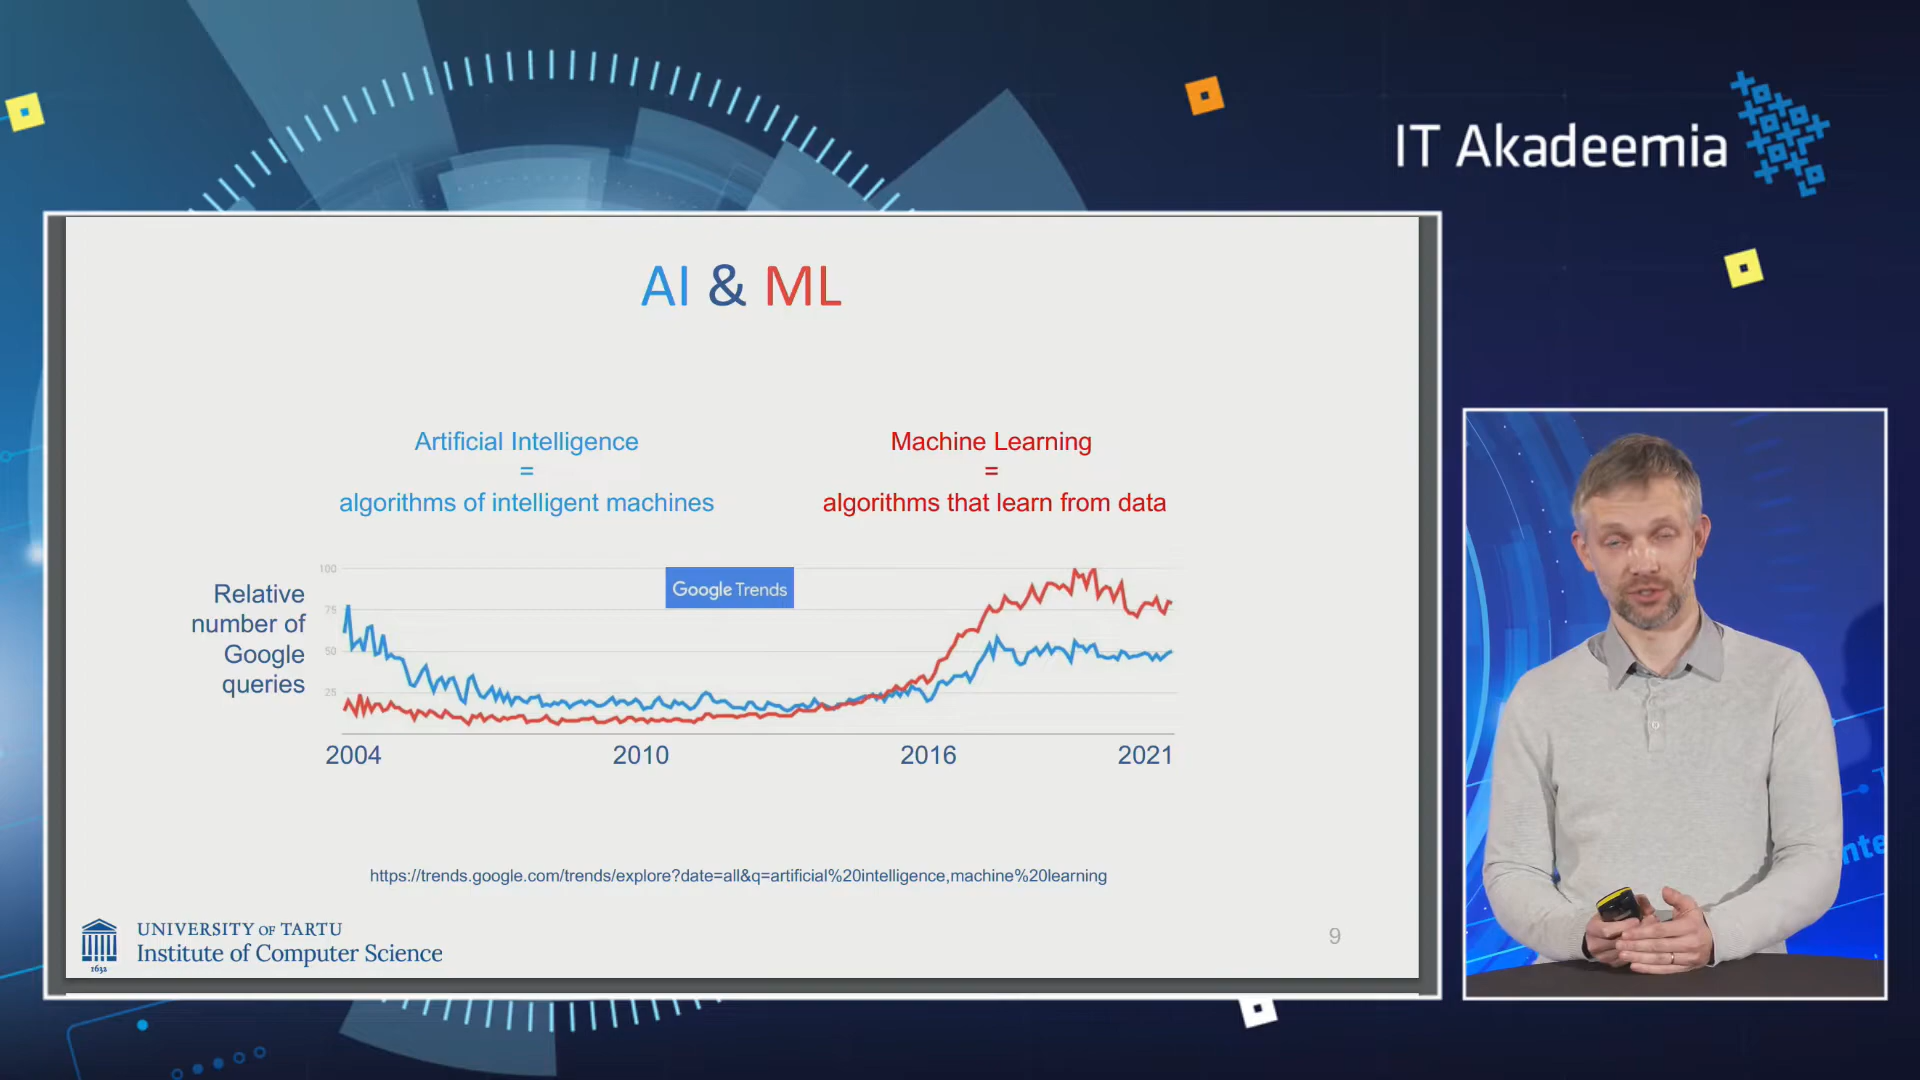 IT Akadeemia
AI & ML
Artificial Intelligence
=
algorithms of intelligent machines
Machine Learning
=
algorithms that learn from data
Relative
number of
Google
queries
100
75
50
25
Google Trends
2004
2010
2016
2021
https://trends.google.com/trends/explore?date=all&q=artificial%20intelligence,machine%20learning
1632
UNIVERSITY OF TARTU
Institute of Computer Science
9